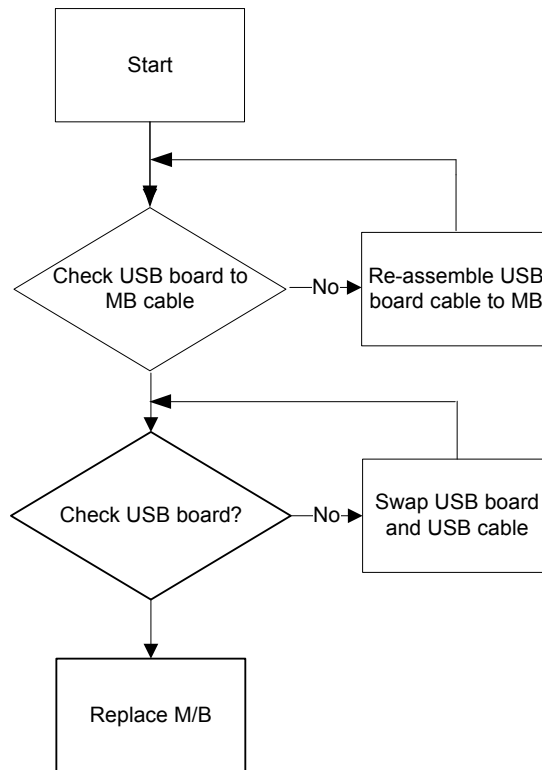 Start
Check USB board to
MB cable
No
Re-assemble USB
board cable to MB
Check USB board?
No
Swap USB board
and USB cable
Replace M/B